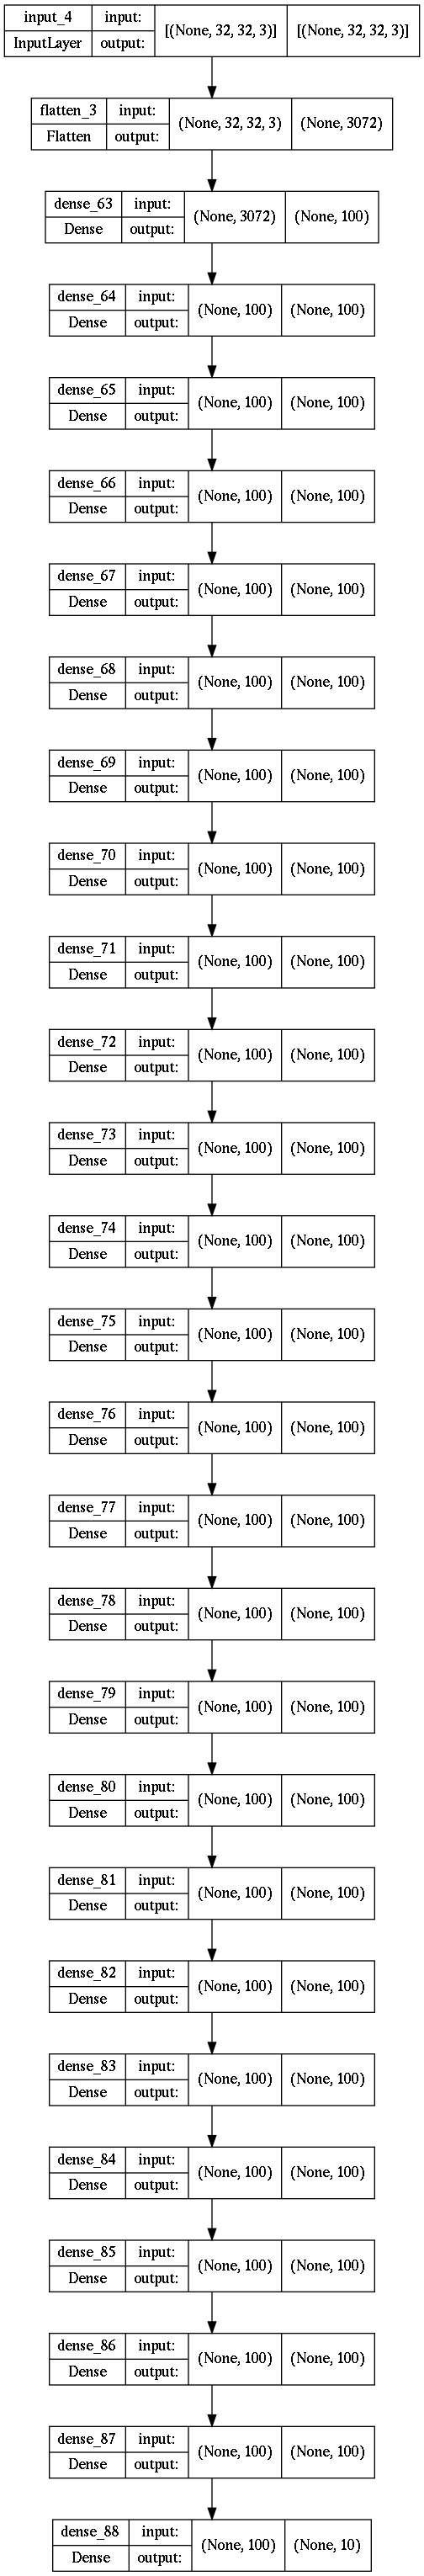 input_4 input: [(None, 32, 32, 3)] [(None, 32, 32, 3)]
InputLayer output:
flatten_3 input: (None, 32, 32, 3) (None, 3072)
Flatten output:
dense_63 input: (None, 3072) (None, 100)
Dense output:
dense_64 input: (None, 100) (None, 100)
Dense output:
dense_65 input: (None, 100) (None, 100)
Dense output:
dense_66 input: (None, 100) (None, 100)
Dense output:
dense_67 input: (None, 100) (None, 100)
Dense output:
dense_68 input: (None, 100) (None, 100)
Dense output:
dense_69 input: (None, 100) (None, 100)
Dense output:
dense_70 input: (None, 100) (None, 100)
Dense output:
dense_71 input: (None, 100) (None, 100)
Dense output:
dense_72 input: (None, 100) (None, 100)
Dense output:
dense_73 input: (None, 100) (None, 100)
Dense output:
dense_74 input: (None, 100) (None, 100)
Dense output:
dense_75 input: (None, 100) (None, 100)
Dense output:
dense_76 input: (None, 100) (None, 100)
Dense output:
dense_77 input: (None, 100) (None, 100)
Dense output:
dense_78 input: (None, 100) (None, 100)
Dense output:
dense_79 input: (None, 100) (None, 100)
Dense output:
dense_80 input: (None, 100) (None, 100)
Dense output:
dense_81 input: (None, 100) (None, 100)
Dense output:
dense_82 input: (None, 100) (None, 100)
Dense output:
dense_83 input: (None, 100) (None, 100)
Dense output:
dense_84 input: (None, 100) (None, 100)
Dense output:
dense_85 input: (None, 100) (None, 100)
Dense output:
dense_86 input: (None, 100) (None, 100)
Dense output:
dense_87 input: (None, 100) (None, 100)
Dense output:
dense_88 input: (None, 100) (None, 10)
Dense output: